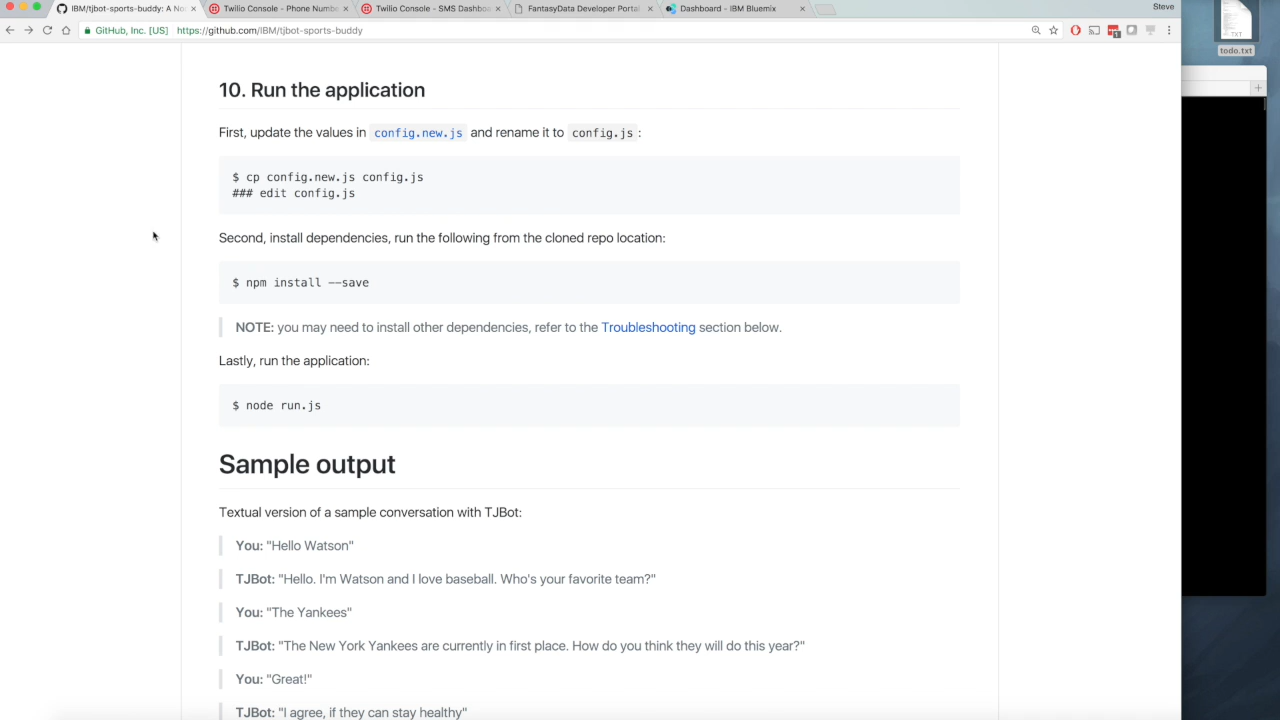 IBM/tjbot-sports-buddy: A No
Twilio Console - Phone Numbe
Twilio Console - SMS Dashboa
FantasyData Developer Portal
Dashboard - IBM Bluemix
Steve
GitHub, Inc. [US] https://github.com/IBM/tjbot-sports-buddy
TXT
todo.txt
10. Run the application
First, update the values in config.new.js and rename it to config.js :
$ cp config.new.js config.js
### edit config.js
Second, install dependencies, run the following from the cloned repo location:
$ npm install --save
NOTE: you may need to install other dependencies, refer to the Troubleshooting section below.
Lastly, run the application:
$ node run.js
Sample output
Textual version of a sample conversation with TJBot:
You: "Hello Watson"
TJBot: "Hello. I'm Watson and I love baseball. Who's your favorite team?"
You: "The Yankees"
TJBot: "The New York Yankees are currently in first place. How do you think they will do this year?"
You: "Great!"
TJBot: "I agree, if they can stay healthy"